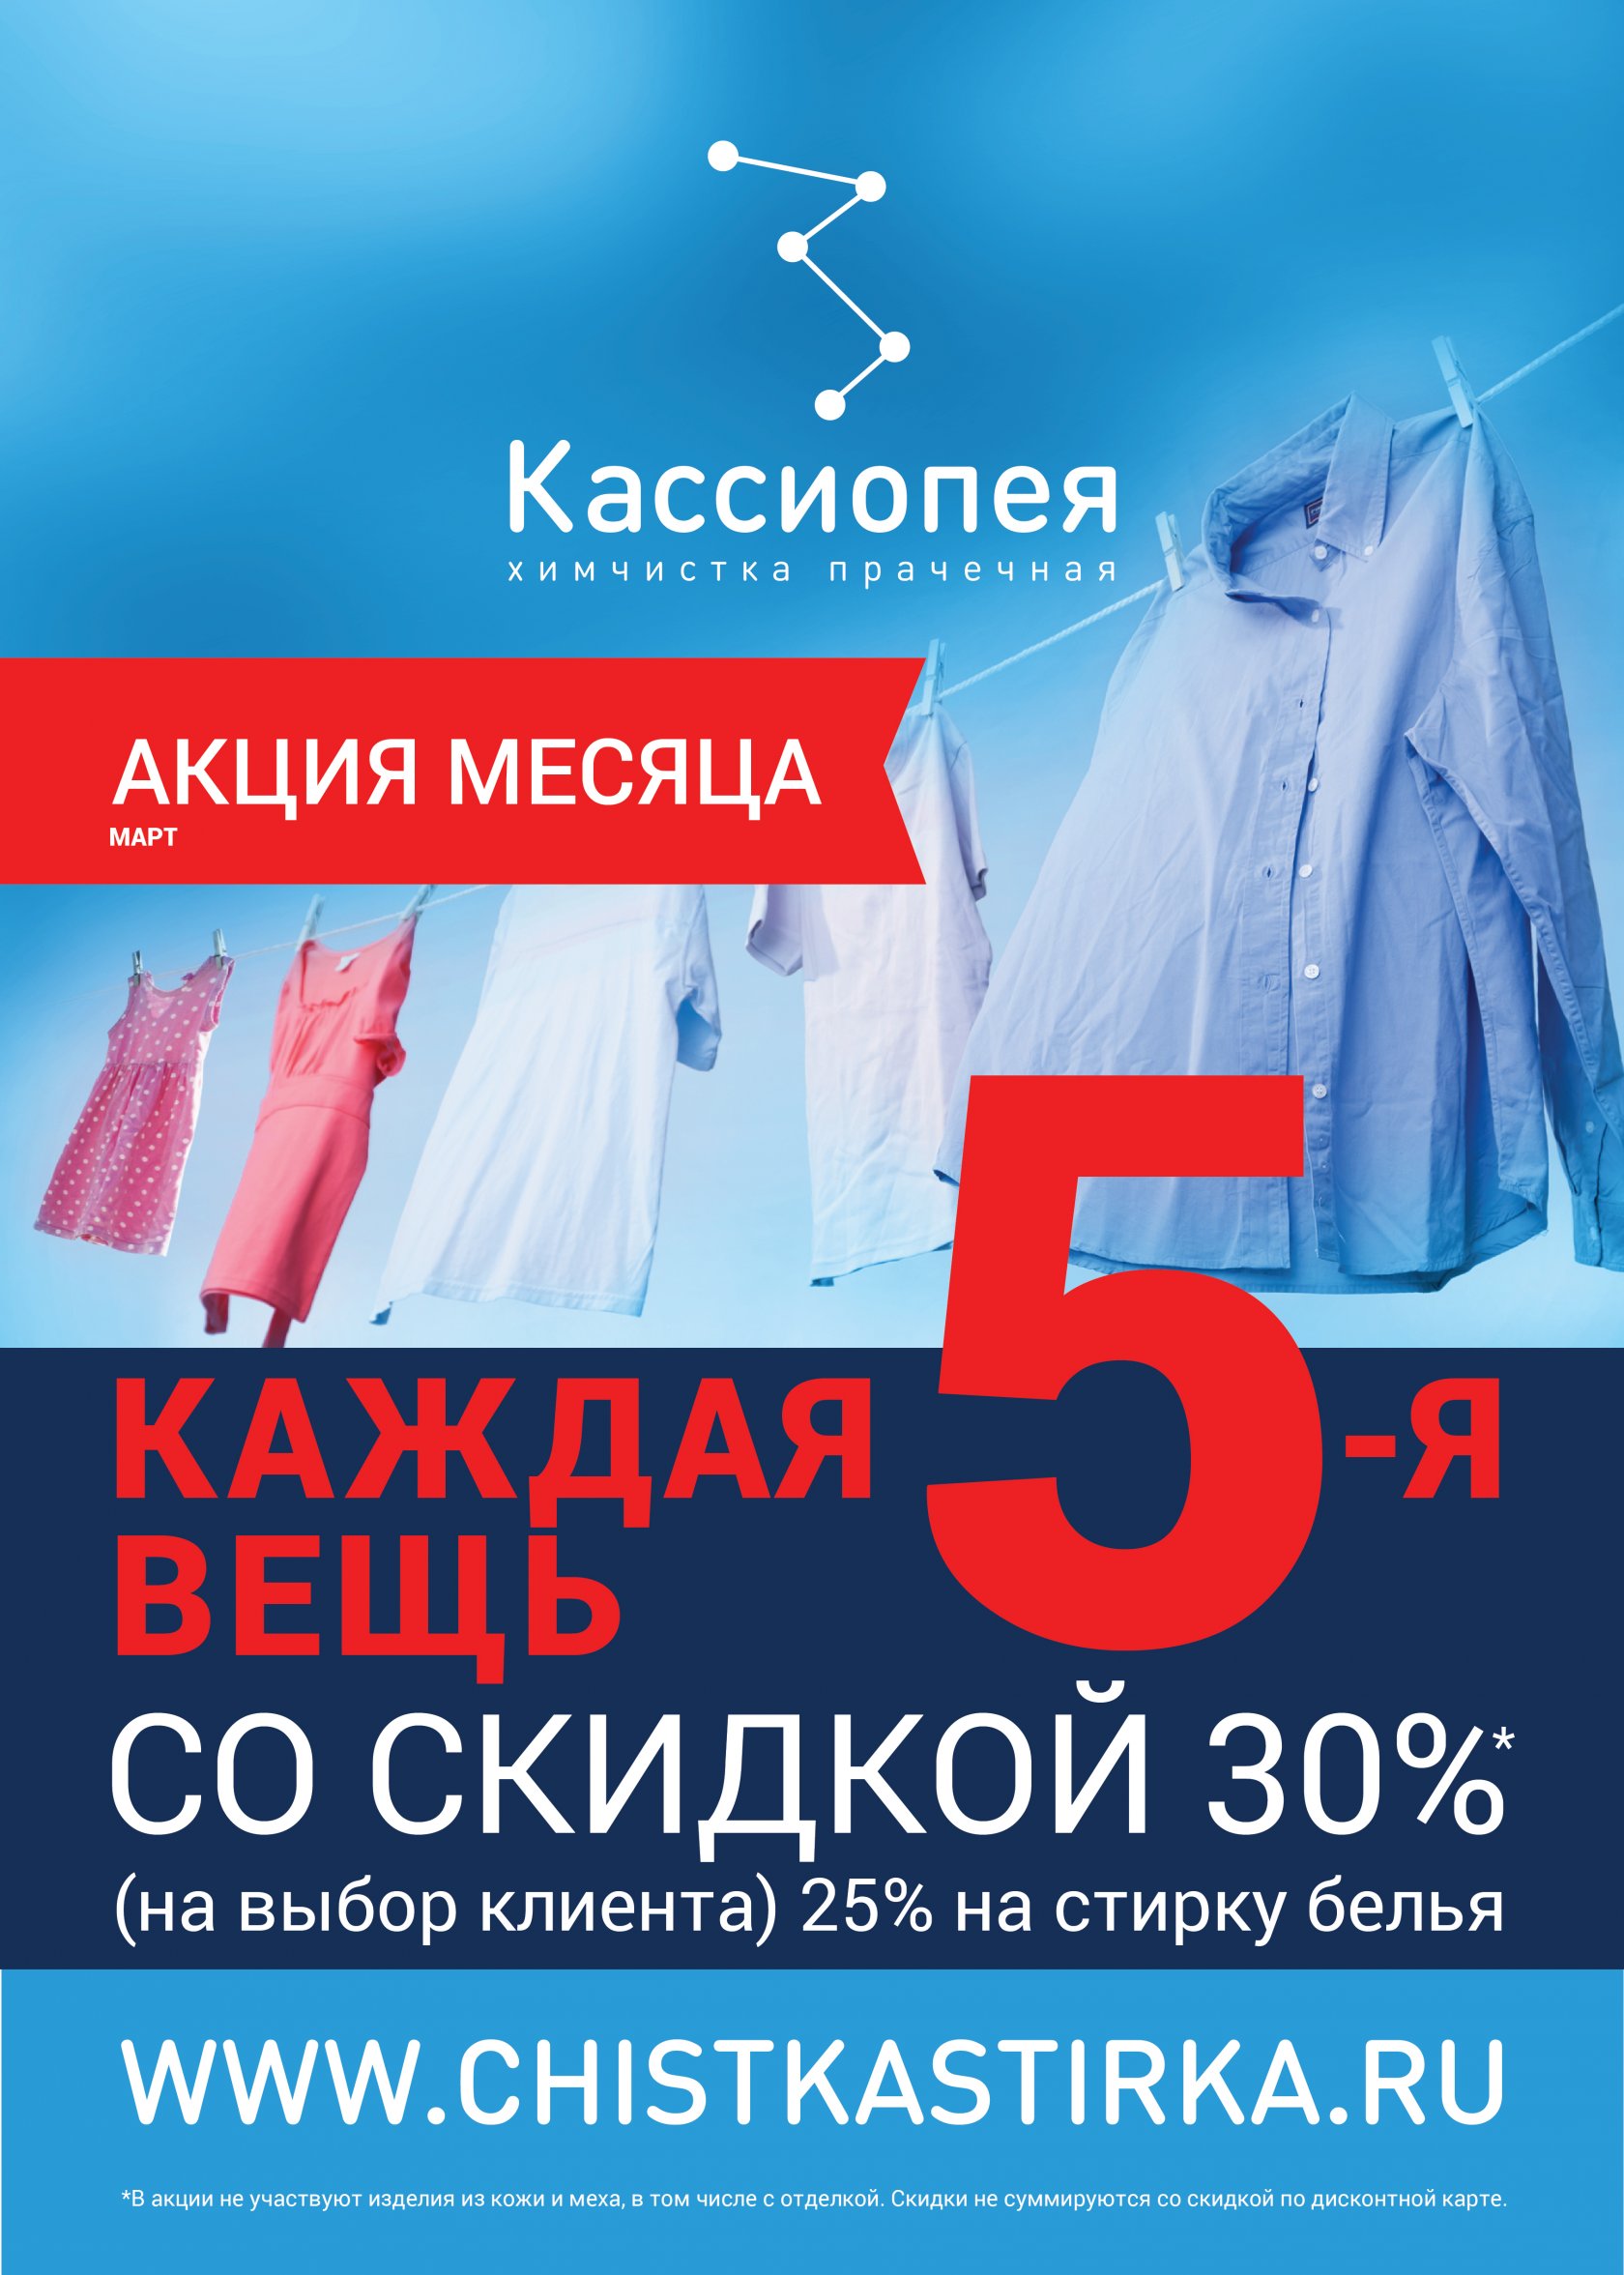 Кассиопея
химчистка прачечная
АКЦИЯ МЕСЯЦА
МАРТ
КАЖДАЯ 5-Я
ВЕЩЬ
СО СКИДКОЙ 30%*
(на выбор клиента) 25% на стирку белья
WWW.CHISTKASTIRKA.RU
*В акции не участвуют изделия из кожи и меха, в том числе с отделкой. Скидки не суммируются со скидкой по дисконтной карте.